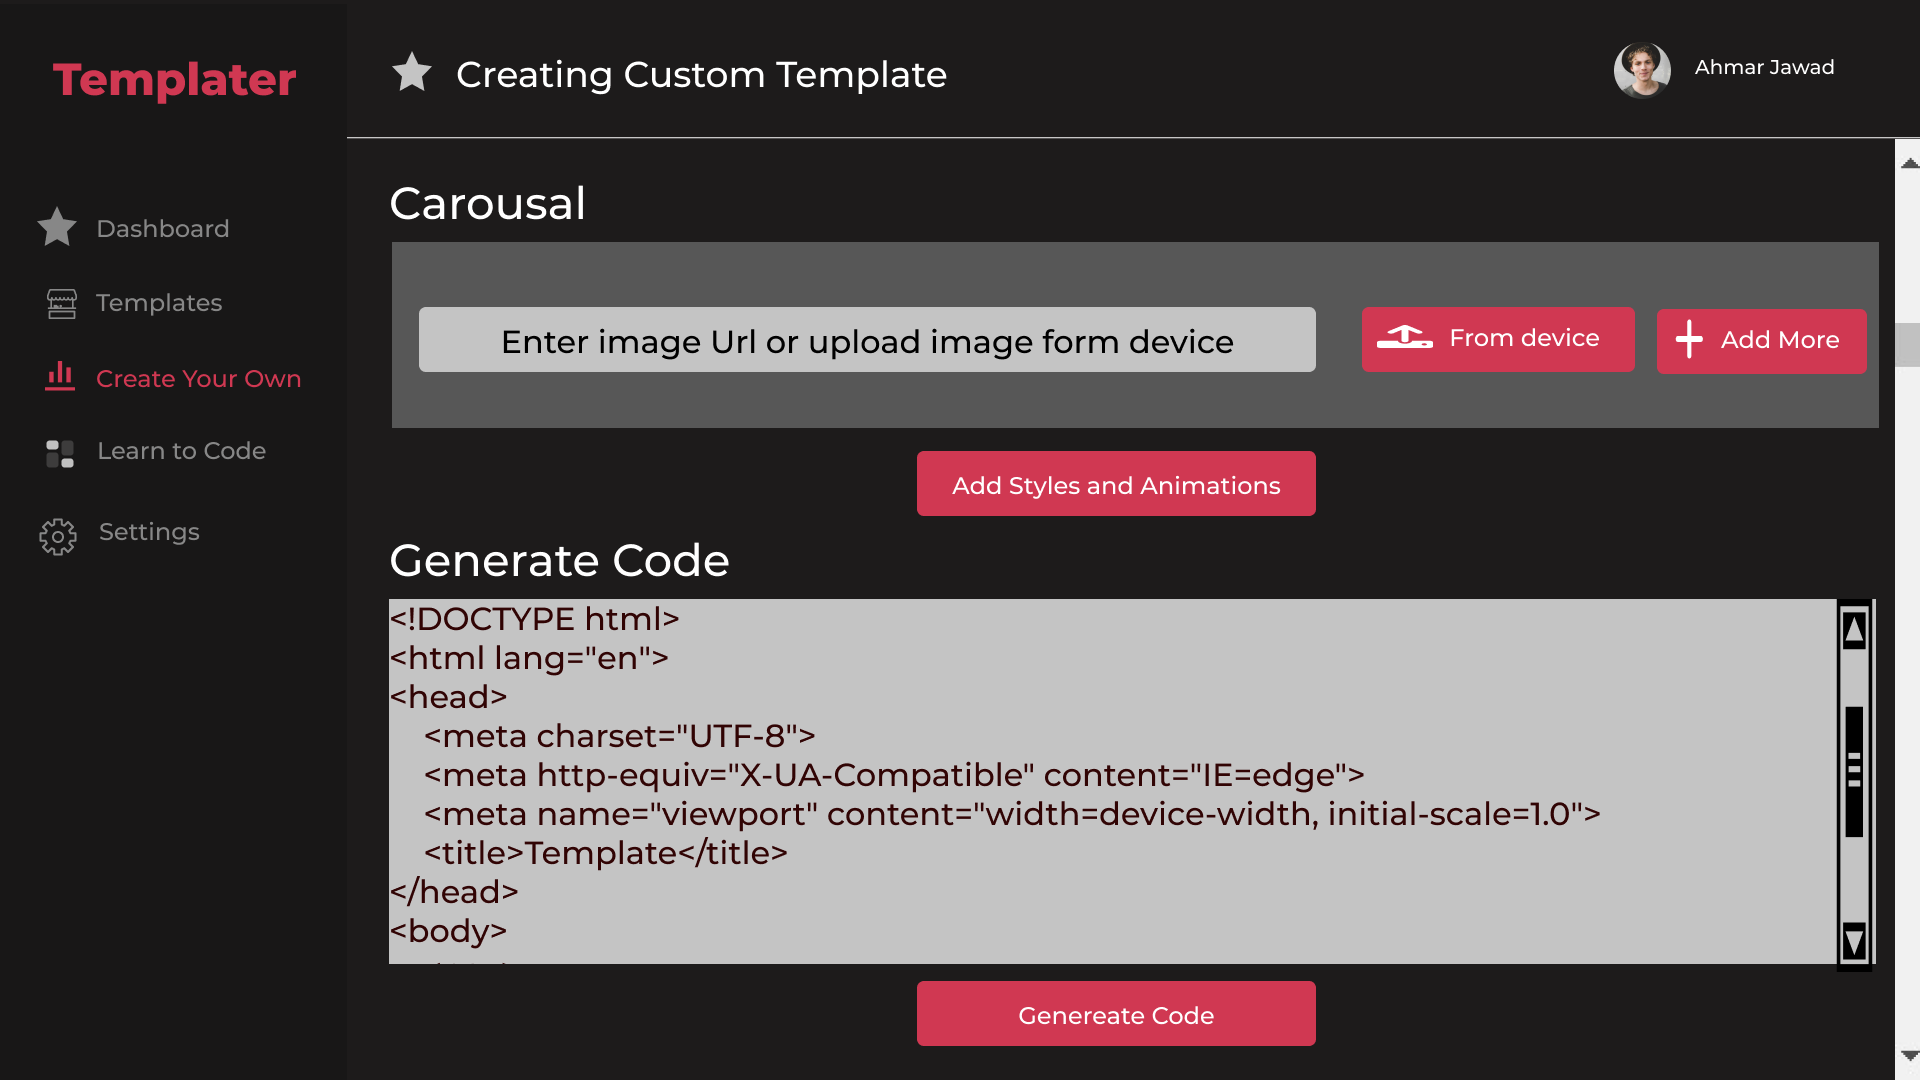 Templater
Creating Custom Template
Ahmar Jawad
Dashboard
Templates
Create Your Own
Learn to Code
Settings
Carousal
Enter image Url or upload image form device
From device
Add More
Add Styles and Animations
Generate Code
<!DOCTYPE html>
<html lang="en">
<head>
    <meta charset="UTF-8">
    <meta http-equiv="X-UA-Compatible" content="IE=edge">
    <meta name="viewport" content="width=device-width, initial-scale=1.0">
    <title>Template</title>
</head>
<body>
Genereate Code